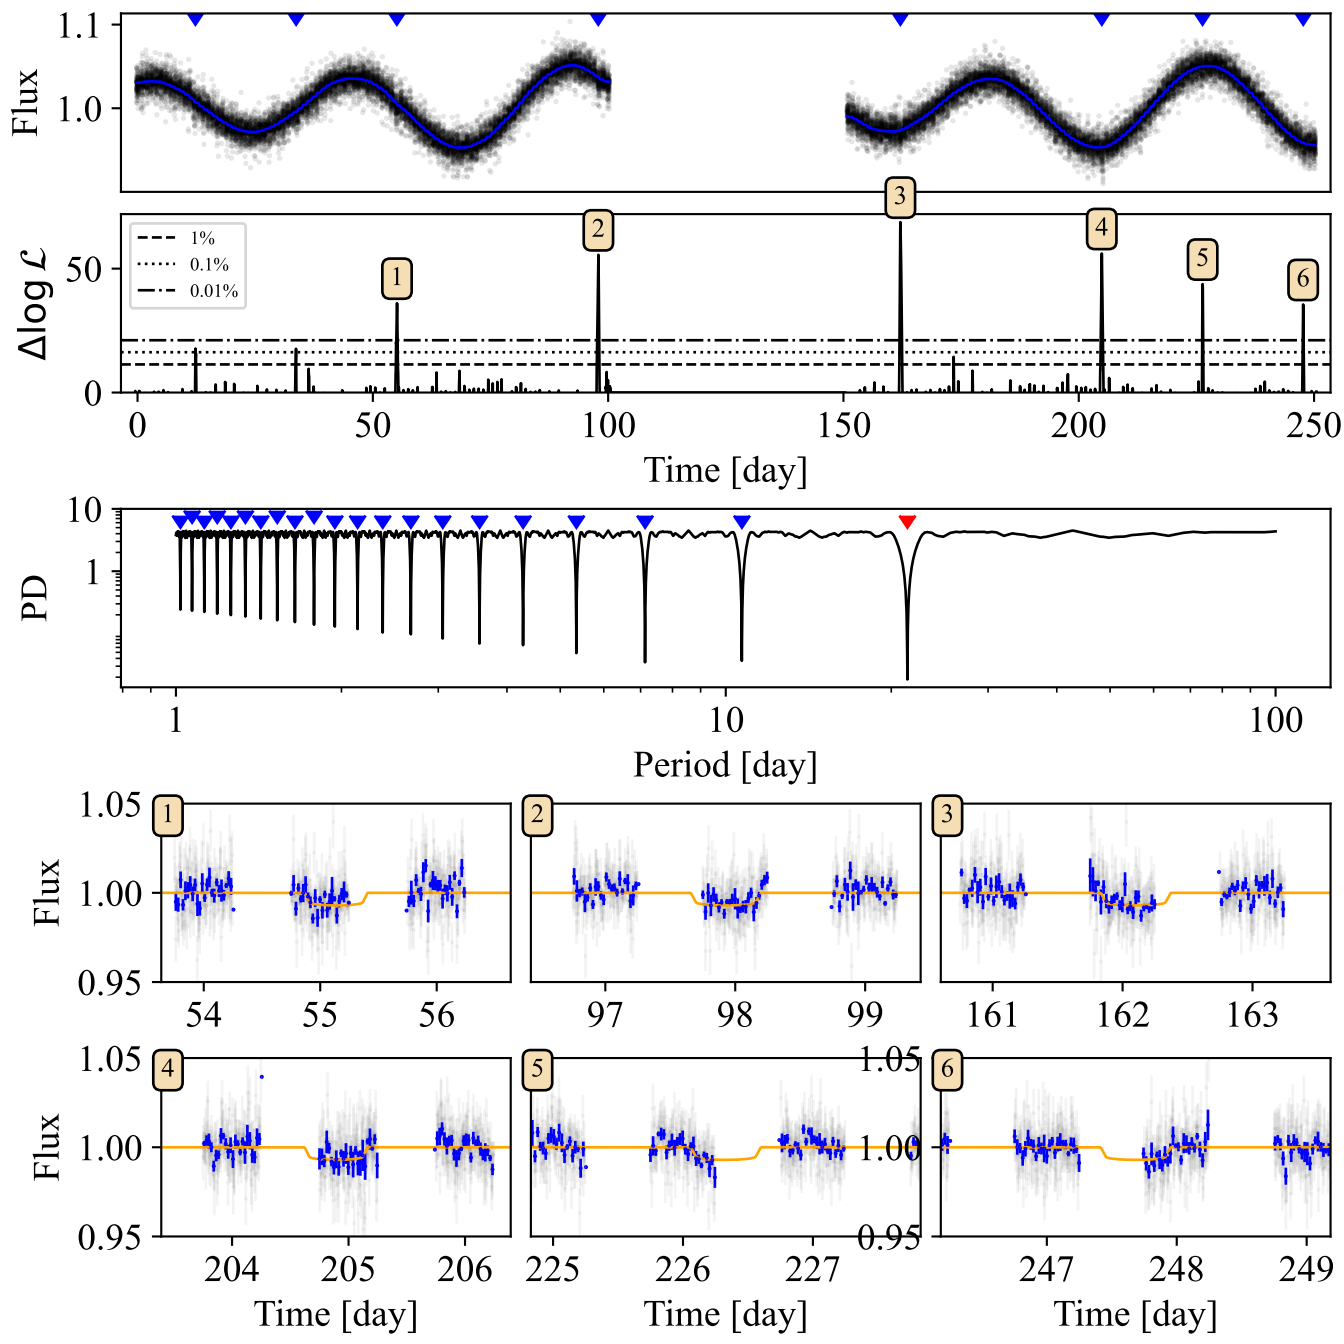 1.1
1.0
Flux
3
2
4
1
5
6
1%
0.1%
0.01%
50
0
Δlog ℒ
0 50 100 150 200 250
Time [day]
10
1
PD
1 10 100
Period [day]
1 2 3
1.05
1.00
0.95
Flux
54 55 56 97 98 99 161 162 163
4 5 6
1.05 1.05
1.00 1.00
0.95 0.95
Flux
204 205 206 225 226 227 247 248 249
Time [day] Time [day] Time [day]